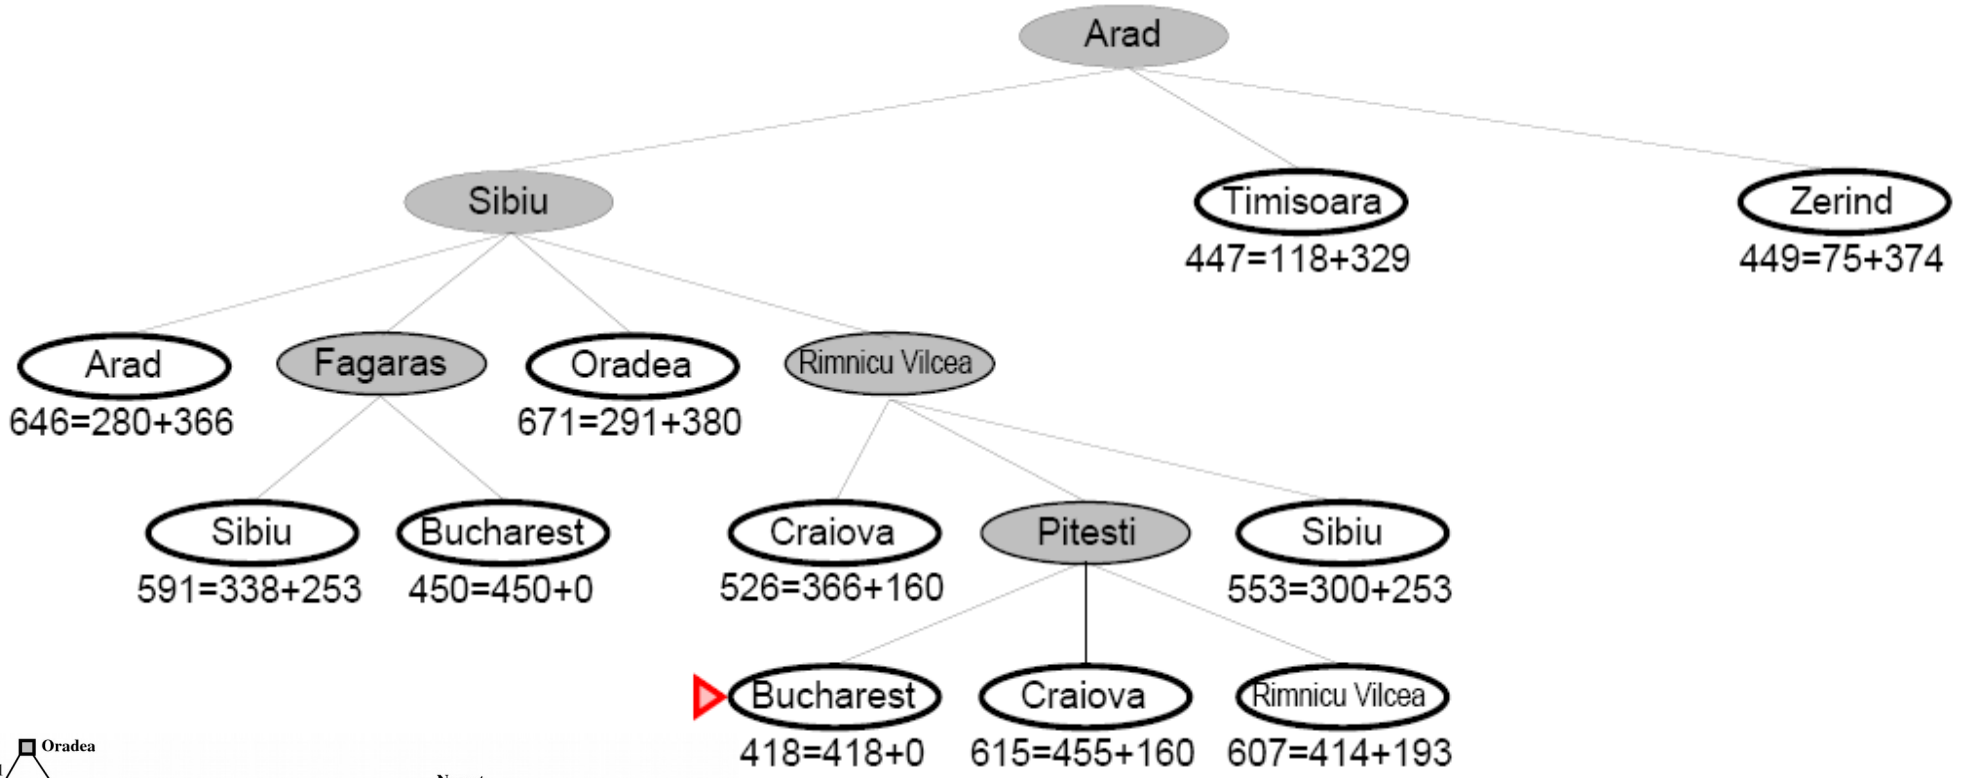 Arad
Sibiu
Timisoara
Zerind
447=118+329
449=75+374
Arad
Fagaras
Oradea
Rimnicu Vilcea
646=280+366
671=291+380
Sibiu
Bucharest
Craiova
Pitesti
Sibiu
591=338+253
450=450+0
526=366+160
553=300+253
Bucharest
Craiova
Rimnicu Vilcea
418=418+0
615=455+160
607=414+193
Oradea